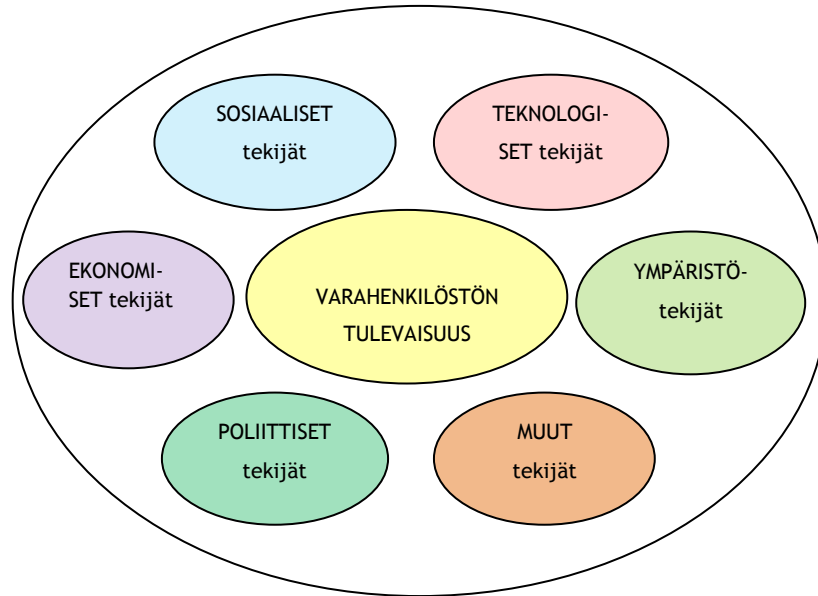 SOSIAALISET
tekijät
TEKNOLOGI-
SET tekijät
EKONOMI-
SET tekijät
VARAHENKILÖSTÖN
TULEVAISUUS
YMPÄRISTÖ-
tekijät
POLIITTISET
tekijät
MUUT
tekijät